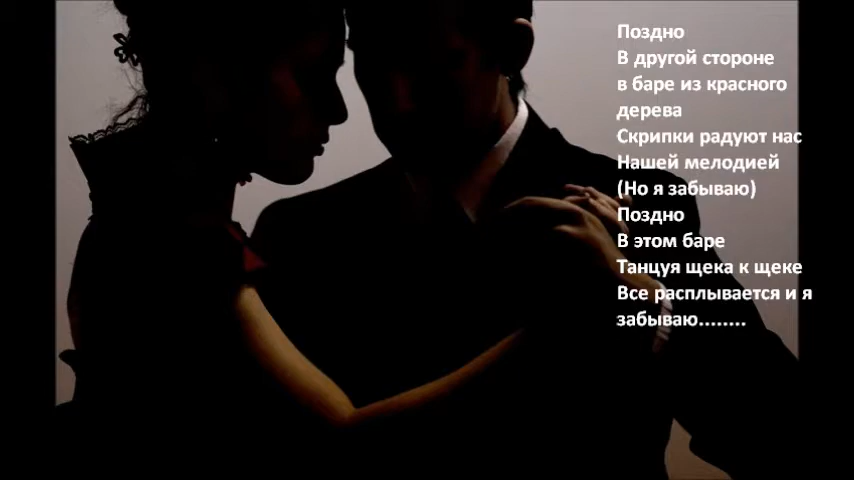 Поздно
В другой стороне
в баре из красного
дерева
Скрипки радуют нас
Нашей мелодией
(Но я забываю)
Поздно
В этом баре
Танцуя щека к щеке
Все расплывается и я
забываю........